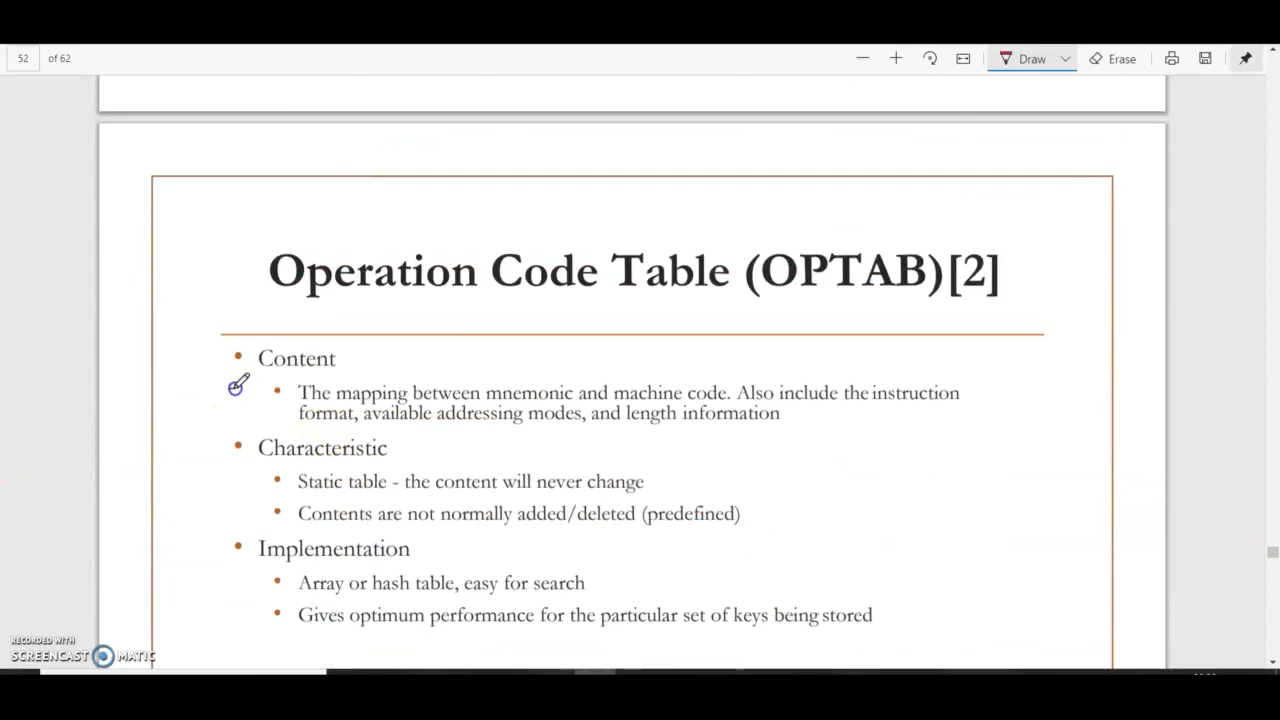 52 of 62
Draw
Erase
Operation Code Table (OPTAB)[2]
• Content
• The mapping between mnemonic and machine code. Also include the instruction
format, available addressing modes, and length information
• Characteristic
• Static table - the content will never change
• Contents are not normally added/deleted (predefined)
• Implementation
• Array or hash table, easy for search
• Gives optimum performance for the particular set of keys being stored
RECORDED WITH
SCREENCAST MATIC